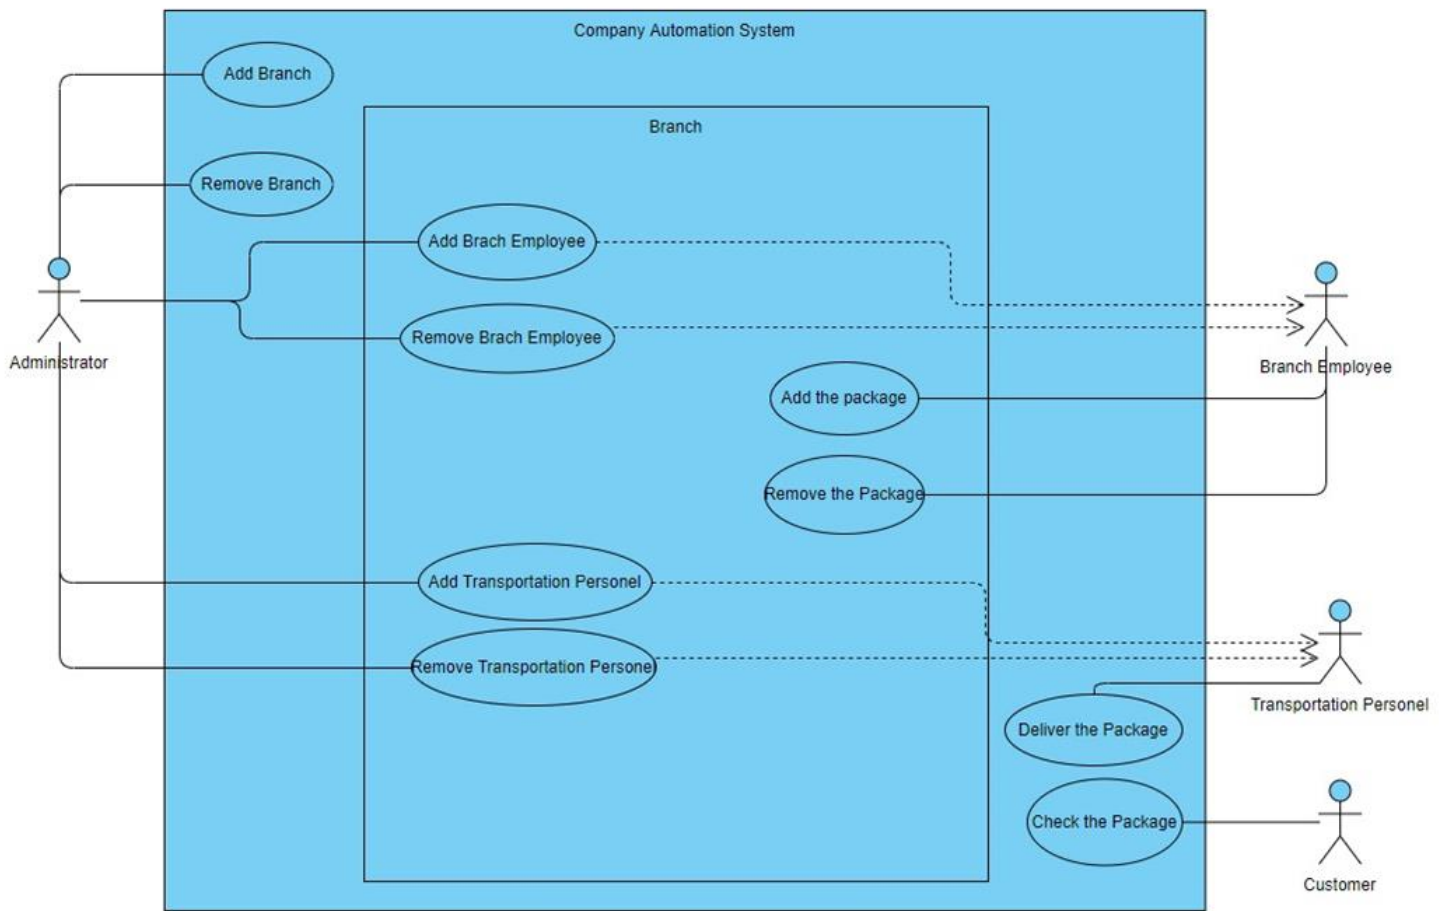 Company Automation System
Add Branch
Branch
Remove Branch
Add Brach Employee
Remove Brach Employee
Administrator
Branch Employee
Add the package
Remove the Package
Add Transportation Personel
Remove Transportation Personel
Transportation Personel
Deliver the Package
Check the Package
Customer